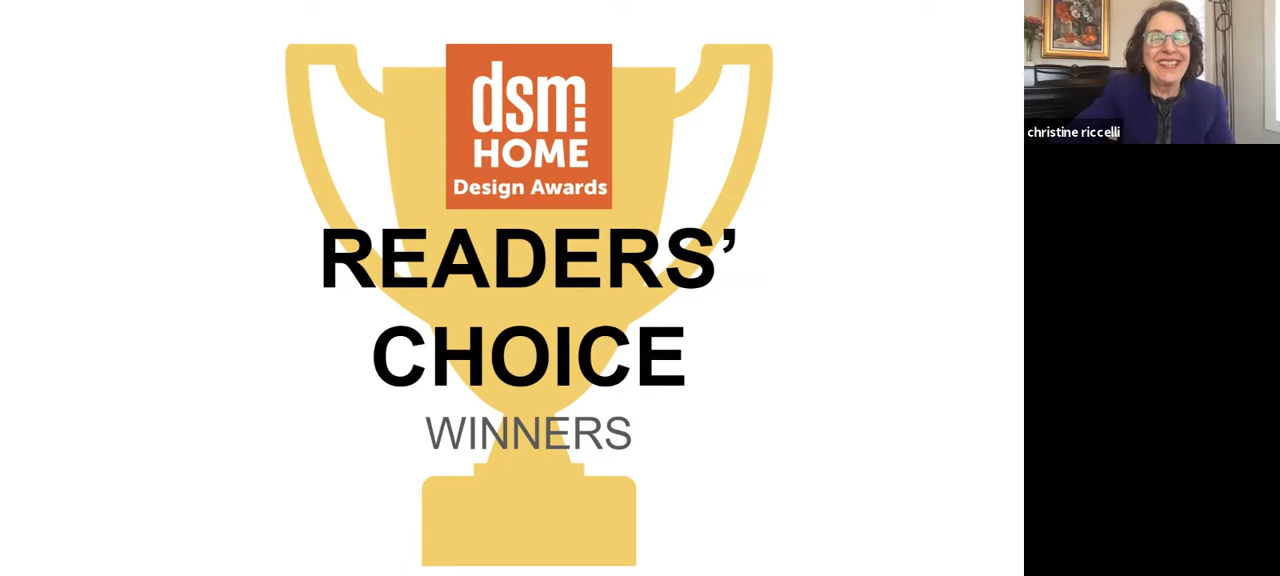 dsm
HOME
Design Awards
READERS’
CHOICE
WINNERS
christine riccelli